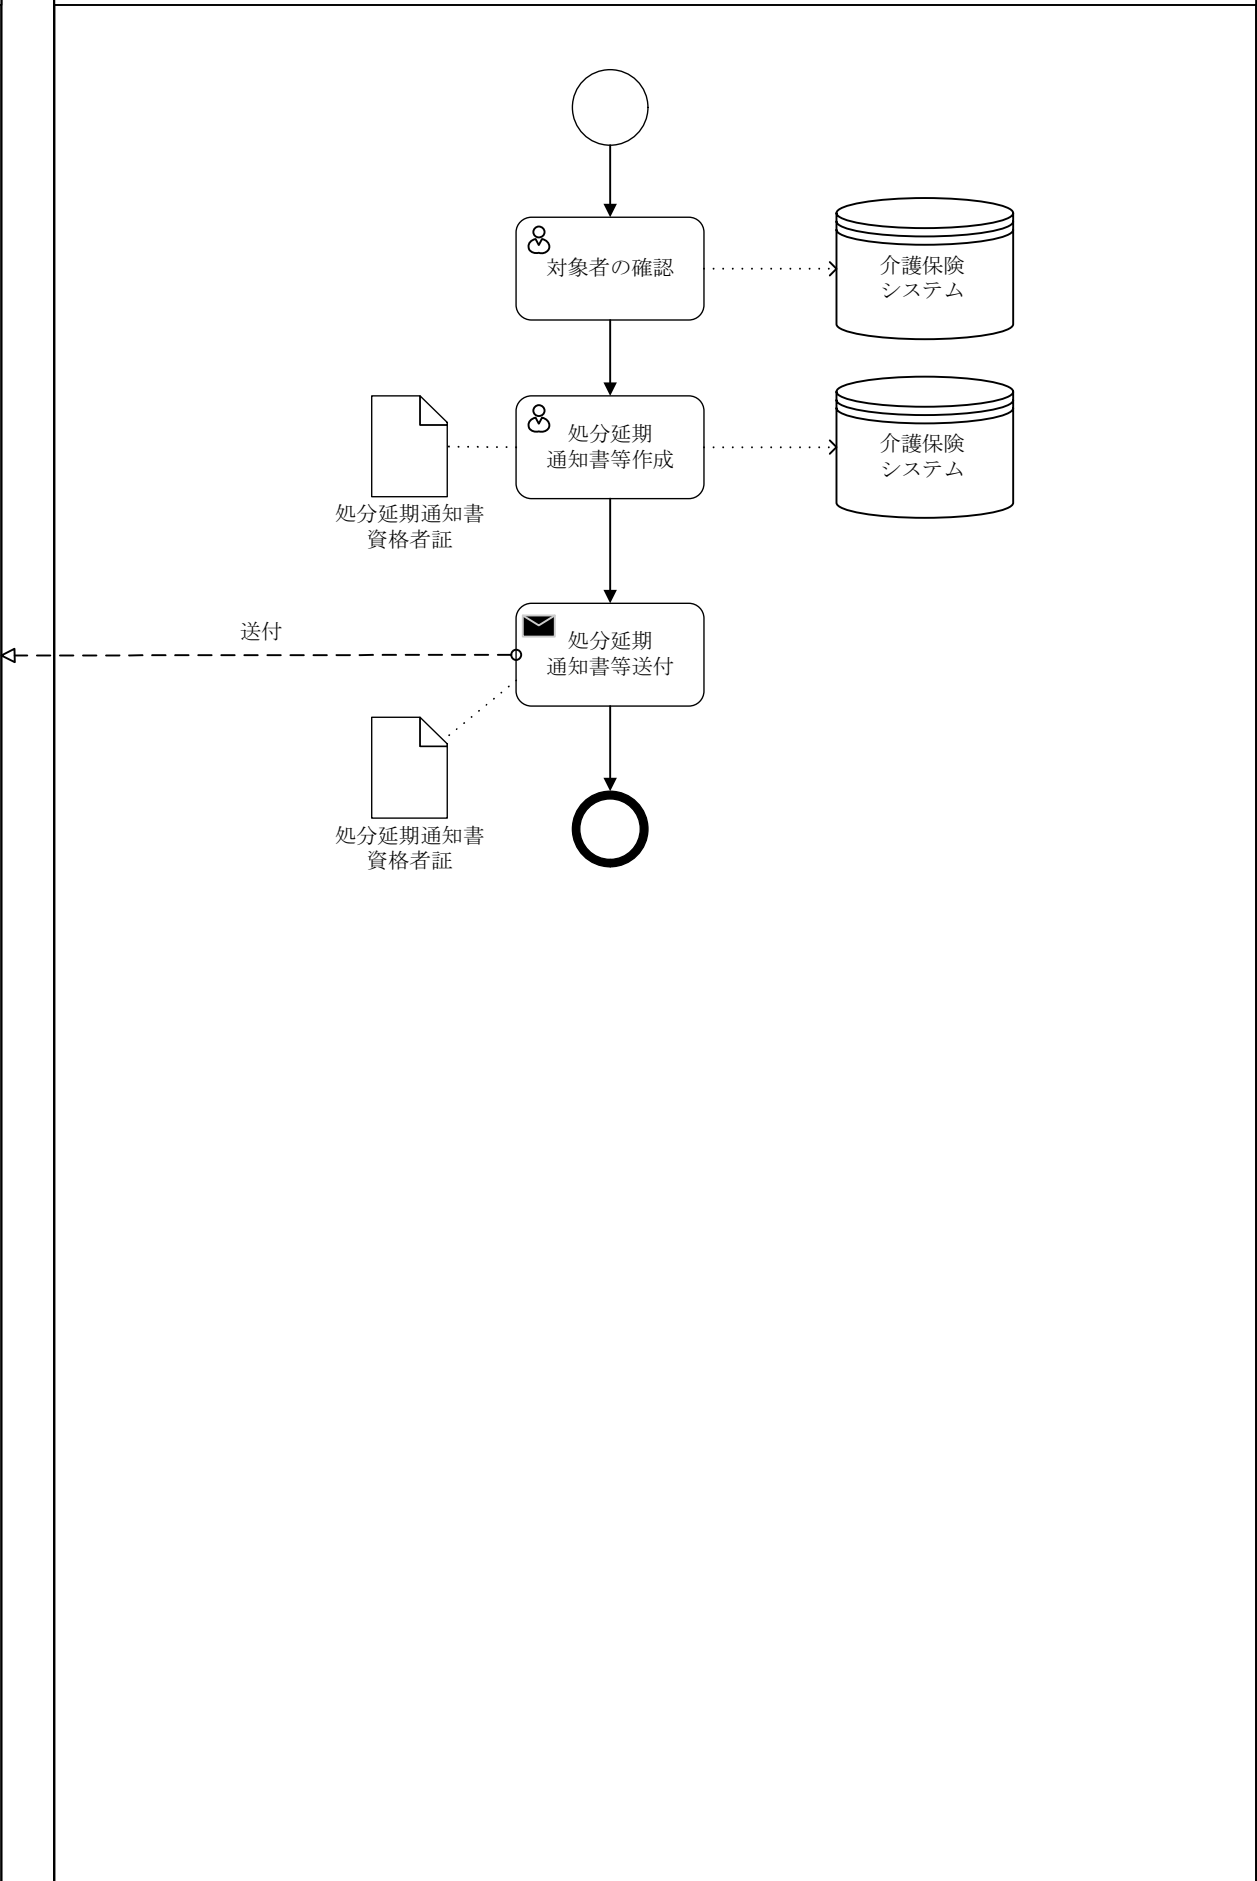 対象者の確認
介護保険
システム
処分延期
通知書等作成
介護保険
システム
処分延期通知書
資格者証
送付
処分延期
通知書等送付
処分延期通知書
資格者証